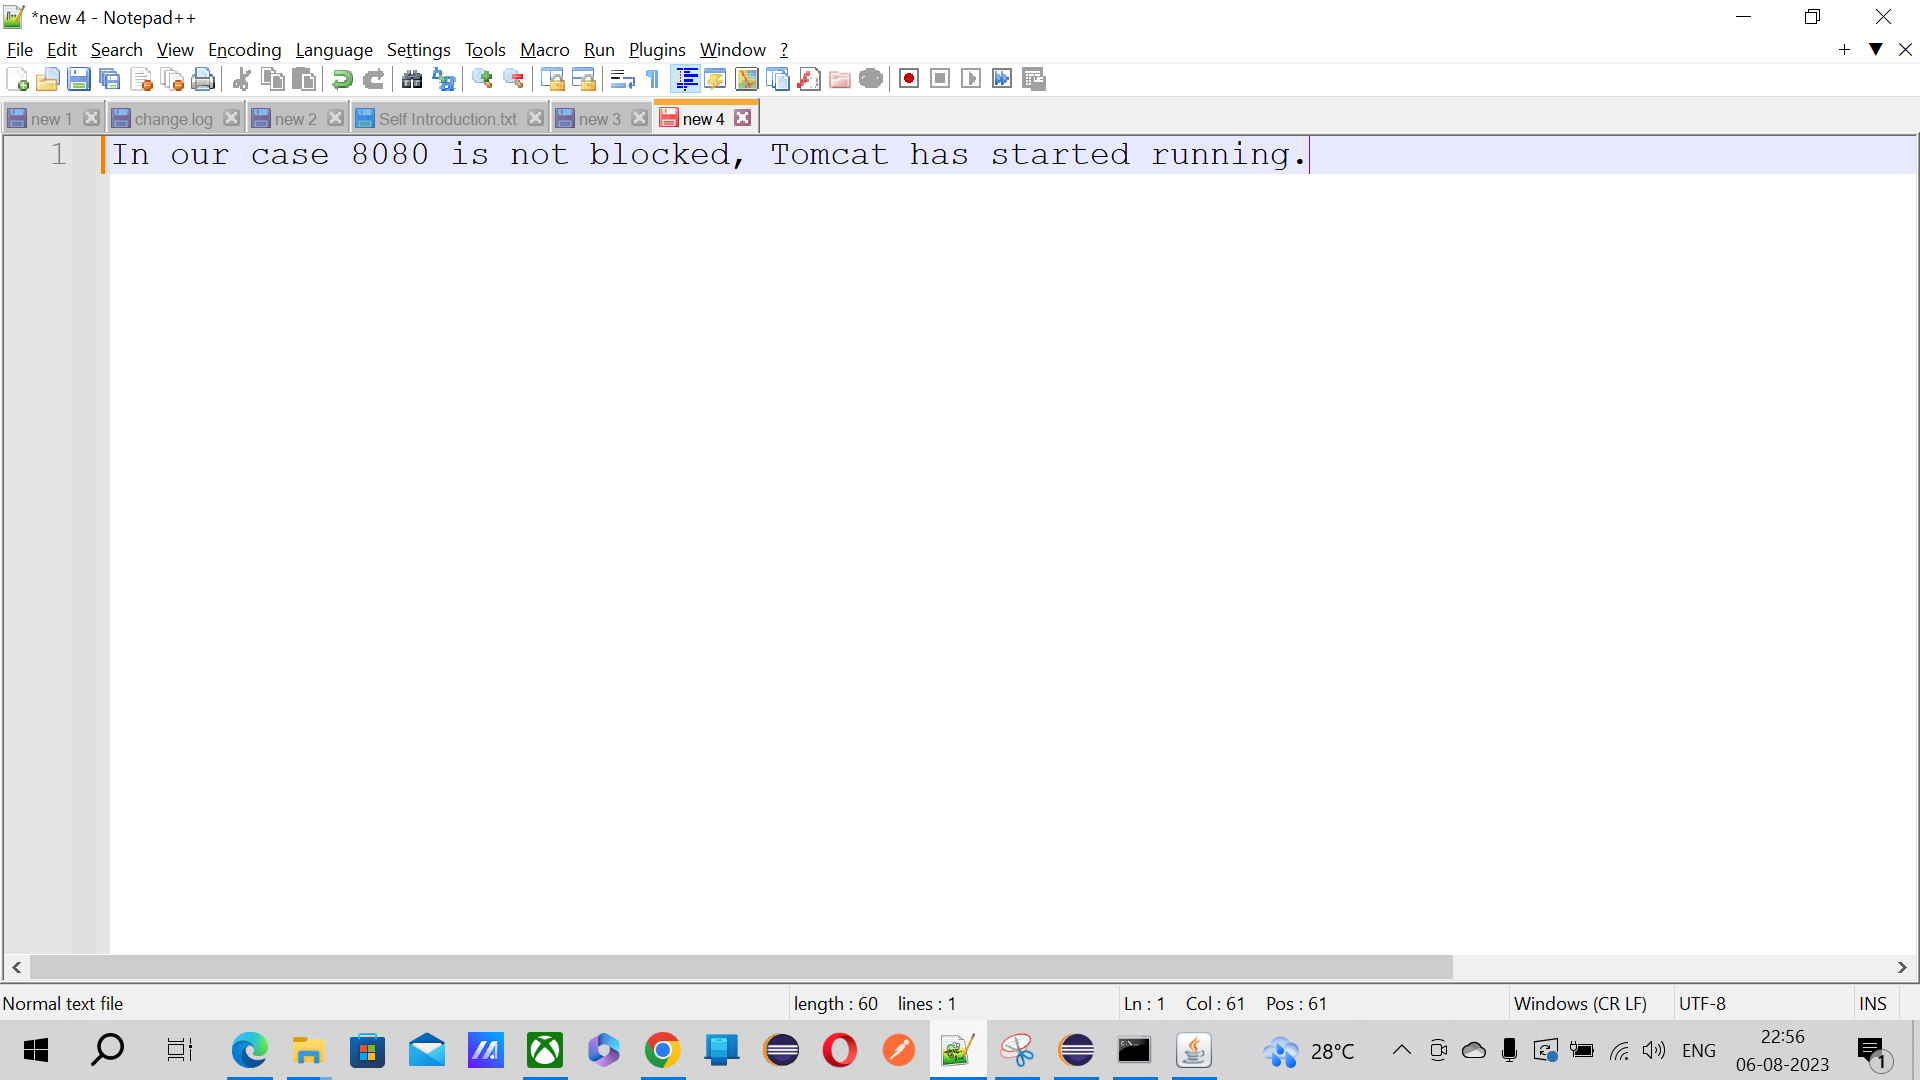 *new 4 - Notepad++
File Edit Search View Encoding Language Settings Tools Macro Run Plugins Window ?
new 1 change.log new 2 Self Introduction.txt new 3 new 4
1 In our case 8080 is not blocked, Tomcat has started running.
Normal text file length : 60 lines : 1 Ln : 1 Col : 61 Pos : 61 Windows (CR LF) UTF-8 INS
28°C ENG 22:56
06-08-2023 1